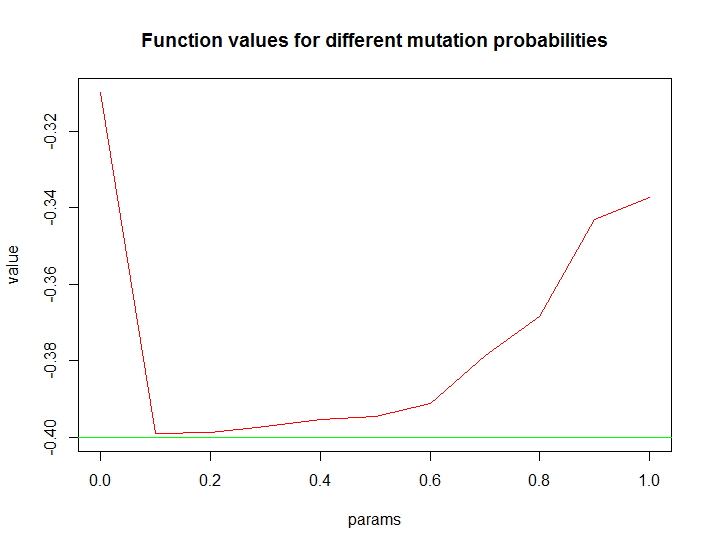 Function values for different mutation probabilities
value
-0.32
-0.34
-0.36
-0.38
-0.40
0.0 0.2 0.4 0.6 0.8 1.0
params